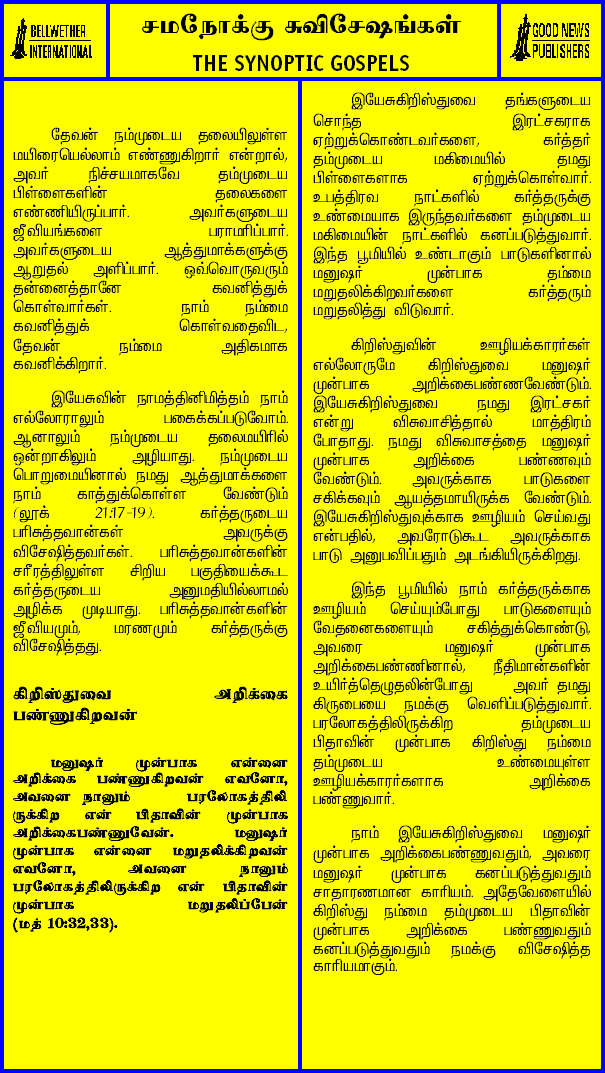 BELLWETHER
INTERNATIONAL
சமநோக்கு சுவிசேஷங்கள்
THE SYNOPTIC GOSPELS
GOOD NEWS
PUBLISHERS
தேவன் நம்முடைய தலையிலுள்ள
மயிரையெல்லாம் எண்ணுகிறார் என்றால்,
அவர் நிச்சயமாகவே தம்முடைய
பிள்ளைகளின் தலைகளை
எண்ணியிருப்பார். அவர்களுடைய
ஜீவியங்களை பராமரிப்பார்.
அவர்களுடைய ஆத்துமாக்களுக்கு
ஆறுதல் அளிப்பார். ஒவ்வொருவரும்
தன்னைத்தானே கவனித்துக்
கொள்வார்கள். நாம் நம்மை
கவனித்துக் கொள்வதைவிட,
தேவன் நம்மை அதிகமாக
கவனிக்கிறார்.
இயேசுவின் நாமத்தினிமித்தம் நாம்
எல்லோராலும் பகைக்கப்படுவோம்.
ஆனாலும் நம்முடைய தலைமயிரில்
ஒன்றாகிலும் அழியாது. நம்முடைய
பொறுமையினால் நமது ஆத்துமாக்களை
நாம் காத்துக்கொள்ள வேண்டும்
(லூக் 21:17-19). கர்த்தருடைய
பரிசுத்தவான்கள் அவருக்கு
விசேஷித்தவர்கள். பரிசுத்தவான்களின்
சரீரத்திலுள்ள சிறிய பகுதியைக்கூட
கர்த்தருடைய அனுமதியில்லாமல்
அழிக்க முடியாது. பரிசுத்தவான்களின்
ஜீவியமும், மரணமும் கர்த்தருக்கு
விசேஷித்தது.
கிறிஸ்துவை அறிக்கை
பண்ணுகிறவன்
மனுஷர் முன்பாக என்னை
அறிக்கை பண்ணுகிறவன் எவனோ,
அவனை நானும் பரலோகத்திலி
ருக்கிற என் பிதாவின் முன்பாக
அறிக்கைபண்ணுவேன். மனுஷர்
முன்பாக என்னை மறுதலிக்கிறவன்
எவனோ, அவனை நானும்
பரலோகத்திலிருக்கிற என் பிதாவின்
முன்பாக மறுதலிப்பேன்
(மத் 10:32,33).
இயேசுகிறிஸ்துவை தங்களுடைய
சொந்த இரட்சகராக
ஏற்றுக்கொண்டவர்களை, கர்த்தர்
தம்முடைய மகிமையில் தமது
பிள்ளைகளாக ஏற்றுக்கொள்வார்.
உபத்திரவ நாட்களில் கர்த்தருக்கு
உண்மையாக இருந்தவர்களை தம்முடைய
மகிமையின் நாட்களில் கனப்படுத்துவார்.
இந்த பூமியில் உண்டாகும் பாடுகளினால்
மனுஷர் முன்பாக தம்மை
மறுதலிக்கிறவர்களை கர்த்தரும்
மறுதலித்து விடுவார்.
கிறிஸ்துவின் ஊழியக்காரர்கள்
எல்லோருமே கிறிஸ்துவை மனுஷர்
முன்பாக அறிக்கைபண்ணவேண்டும்.
இயேசுகிறிஸ்துவை நமது இரட்சகர்
என்று விசுவாசித்தால் மாத்திரம்
போதாது. நமது விசுவாசத்தை மனுஷர்
முன்பாக அறிக்கை பண்ணவும்
வேண்டும். அவருக்காக பாடுகளை
சகிக்கவும் ஆயத்தமாயிருக்க வேண்டும்.
இயேசுகிறிஸ்துவுக்காக ஊழியம் செய்வது
என்பதில், அவரோடுகூட அவருக்காக
பாடு அனுபவிப்பதும் அடங்கியிருக்கிறது.
இந்த பூமியில் நாம் கர்த்தருக்காக
ஊழியம் செய்யும்போது பாடுகளையும்
வேதனைகளையும் சகித்துக்கொண்டு,
அவரை மனுஷர் முன்பாக
அறிக்கைபண்ணினால், நீதிமான்களின்
உயிர்த்தெழுதலின்போது அவர் தமது
கிருபையை நமக்கு வெளிப்படுத்துவார்.
பரலோகத்திலிருக்கிற தம்முடைய
பிதாவின் முன்பாக கிறிஸ்து நம்மை
தம்முடைய உண்மையுள்ள
ஊழியக்காரர்களாக அறிக்கை
பண்ணுவார்.
நாம் இயேசுகிறிஸ்துவை மனுஷர்
முன்பாக அறிக்கைபண்ணுவதும், அவரை
மனுஷர் முன்பாக கனப்படுத்துவதும்
சாதாரணமான காரியம். அதேவேளையில்
கிறிஸ்து நம்மை தம்முடைய பிதாவின்
முன்பாக அறிக்கை பண்ணுவதும்
கனப்படுத்துவதும் நமக்கு விசேஷித்த
காரியமாகும்.